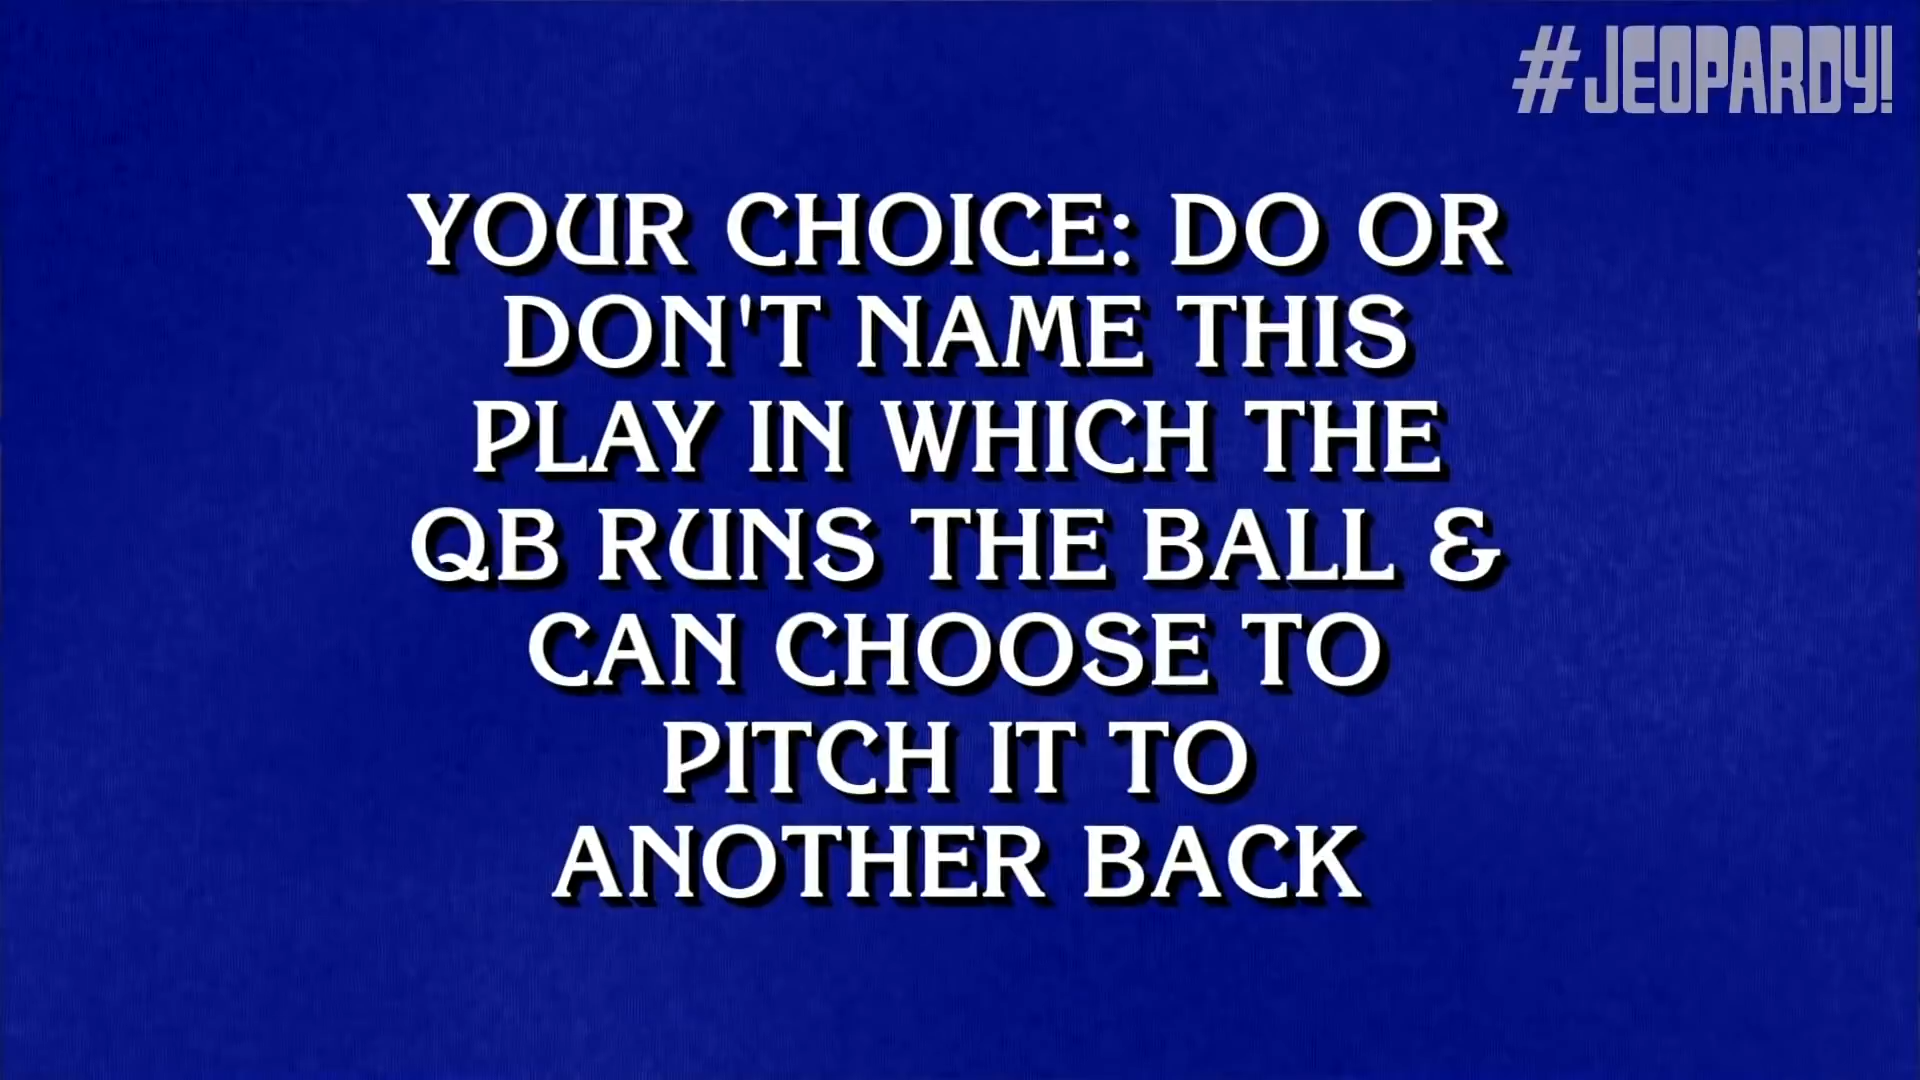 #JEOPARDY!
YOUR CHOICE: DO OR
DON'T NAME THIS
PLAY IN WHICH THE
QB RUNS THE BALL &
CAN CHOOSE TO
PITCH IT TO
ANOTHER BACK